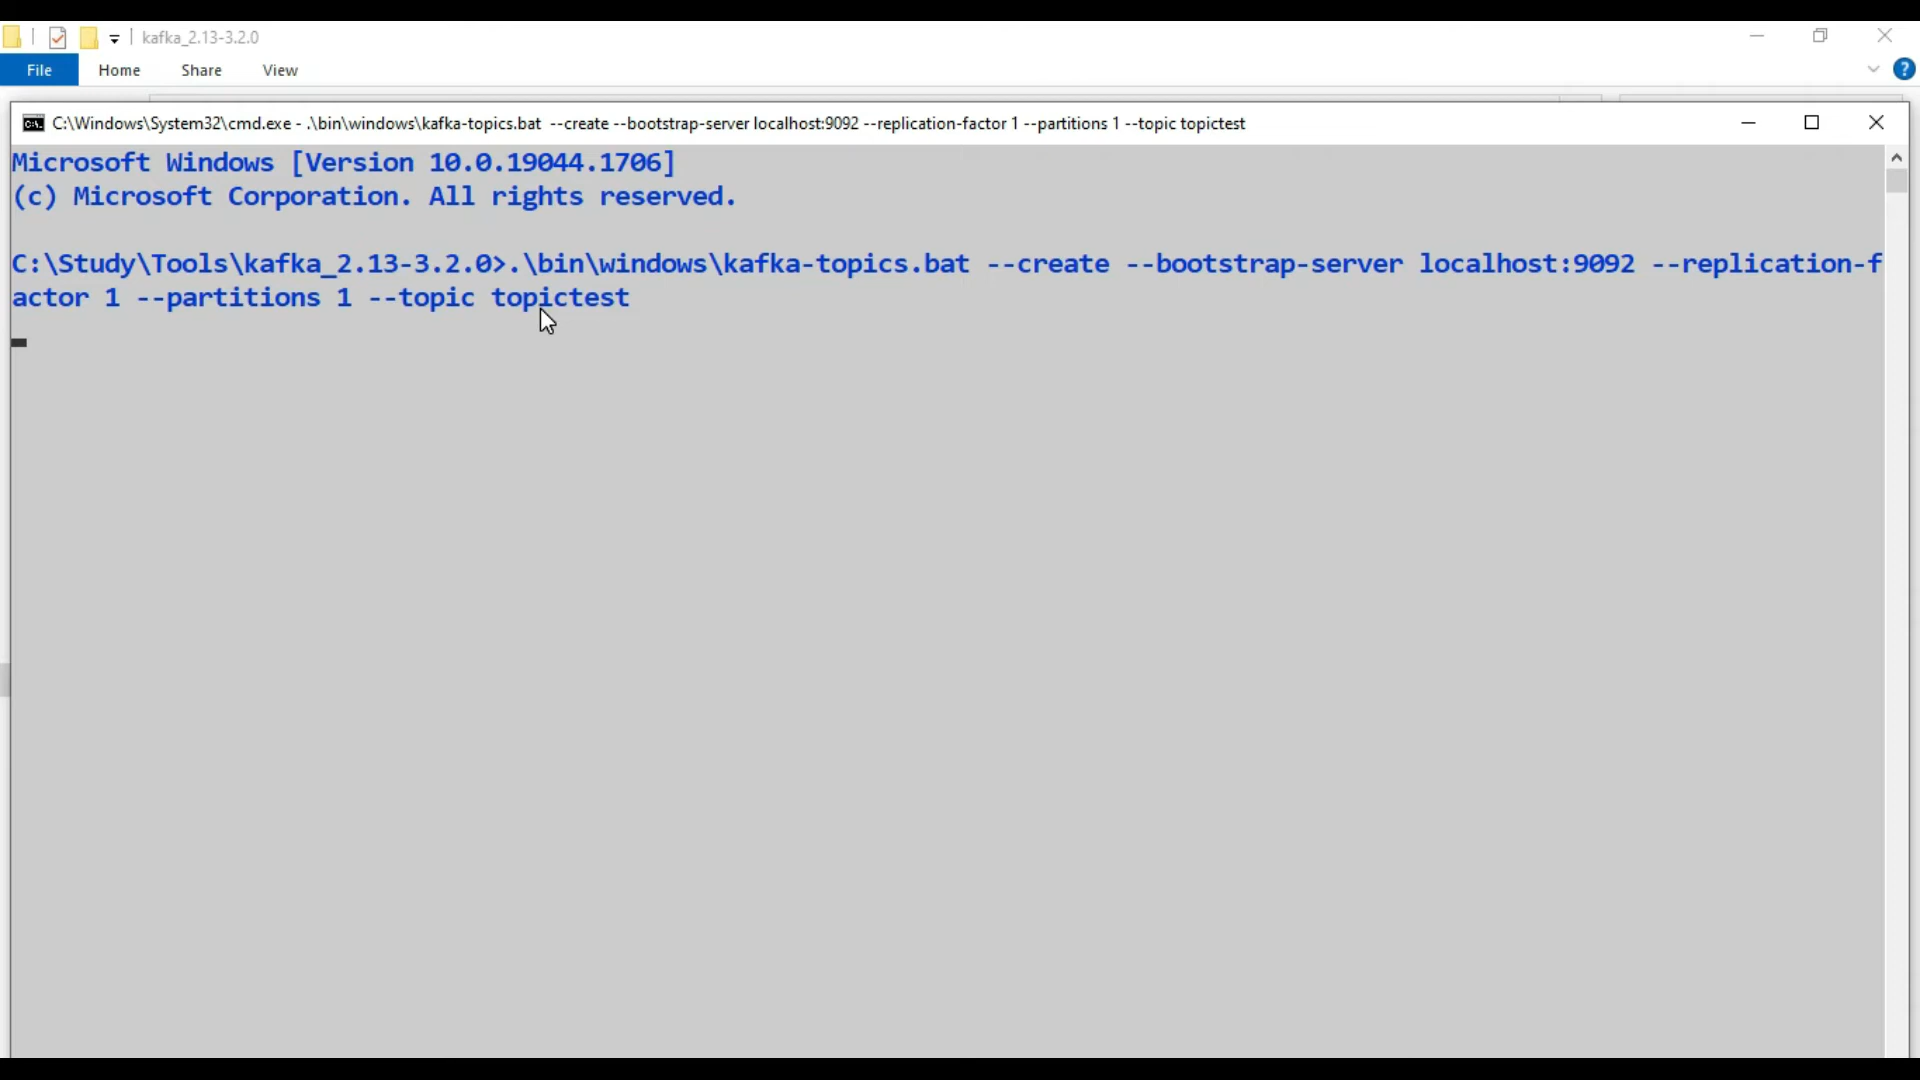 kafka_2.13-3.2.0
File Home Share View
?
C:\Windows\System32\cmd.exe - .\bin\windows\kafka-topics.bat --create --bootstrap-server localhost:9092 --replication-factor 1 --partitions 1 --topic topictest
Microsoft Windows [Version 10.0.19044.1706]
(c) Microsoft Corporation. All rights reserved.
C:\Study\Tools\kafka_2.13-3.2.0>.\bin\windows\kafka-topics.bat --create --bootstrap-server localhost:9092 --replication-f
actor 1 --partitions 1 --topic topictest